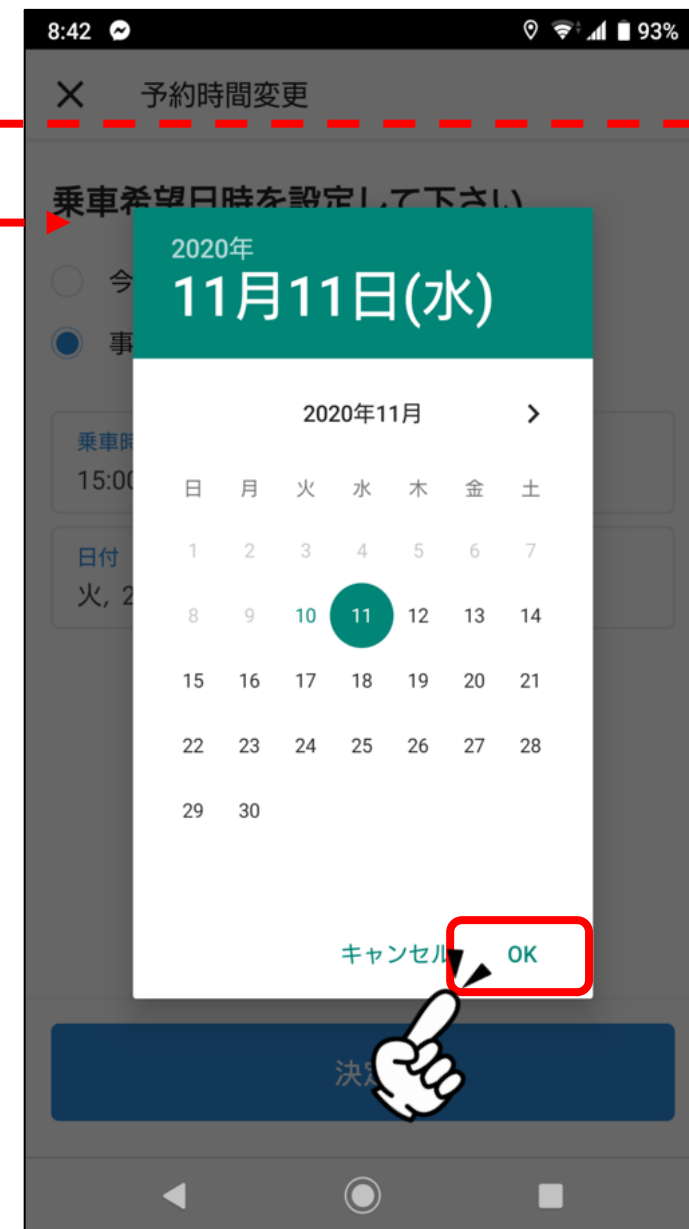 8:42 93%
予約時間変更
乗車希望日時を設定して下さい
今
事
乗車時
15:00
日付
火, 2
2020年
11月11日(水)
2020年11月
日 月 火 水 木 金 土
1 2 3 4 5 6 7
8 9 10 11 12 13 14
15 16 17 18 19 20 21
22 23 24 25 26 27 28
29 30
キャンセル OK
決定